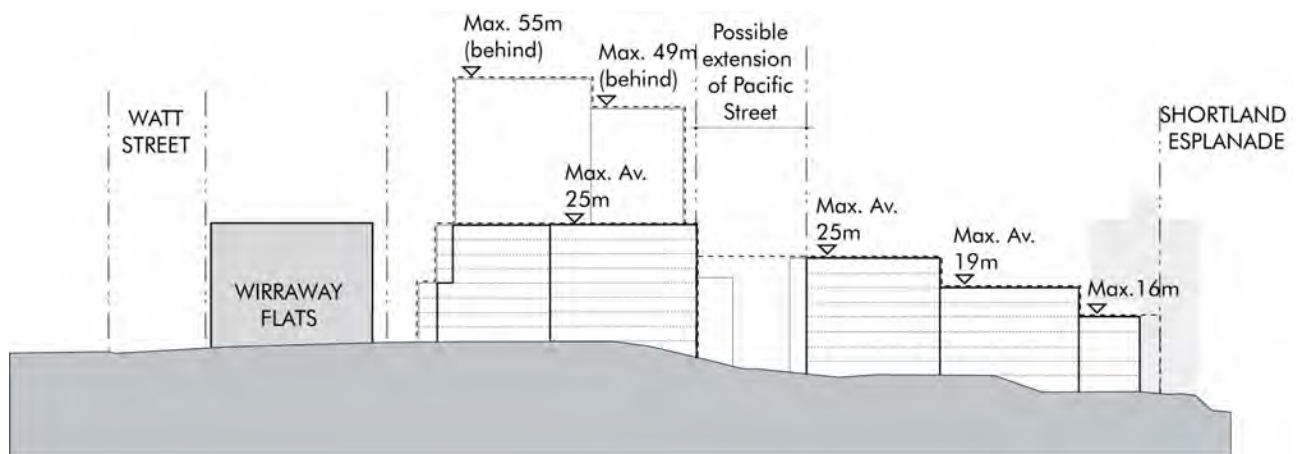 WATT
STREET
WIRRAWAY
FLATS
Max. 55m
(behind)
Max. 49m
(behind)
Max. Av.
25m
Possible
extension
of Pacific
Street
Max. Av.
25m
Max. Av.
19m
Max.16m
SHORTLAND
ESPLANADE